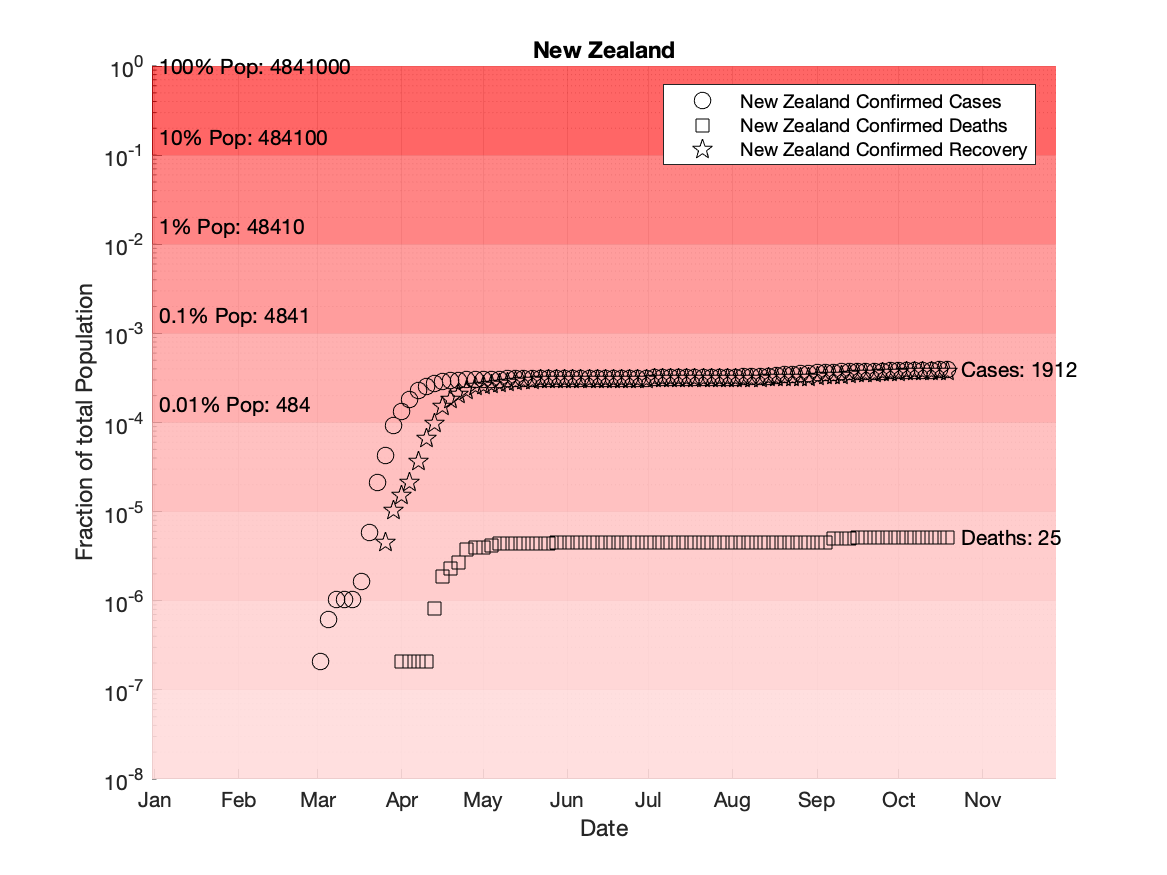 New Zealand
10^0
100% Pop: 4841000
New Zealand Confirmed Cases
New Zealand Confirmed Deaths
New Zealand Confirmed Recovery
10% Pop: 484100
10^-1
1% Pop: 48410
10^-2
0.1% Pop: 4841
10^-3
Cases: 1912
0.01% Pop: 484
10^-4
10^-5
Deaths: 25
10^-6
10^-7
10^-8
Fraction of total Population
Jan Feb Mar Apr May Jun Jul Aug Sep Oct Nov
Date